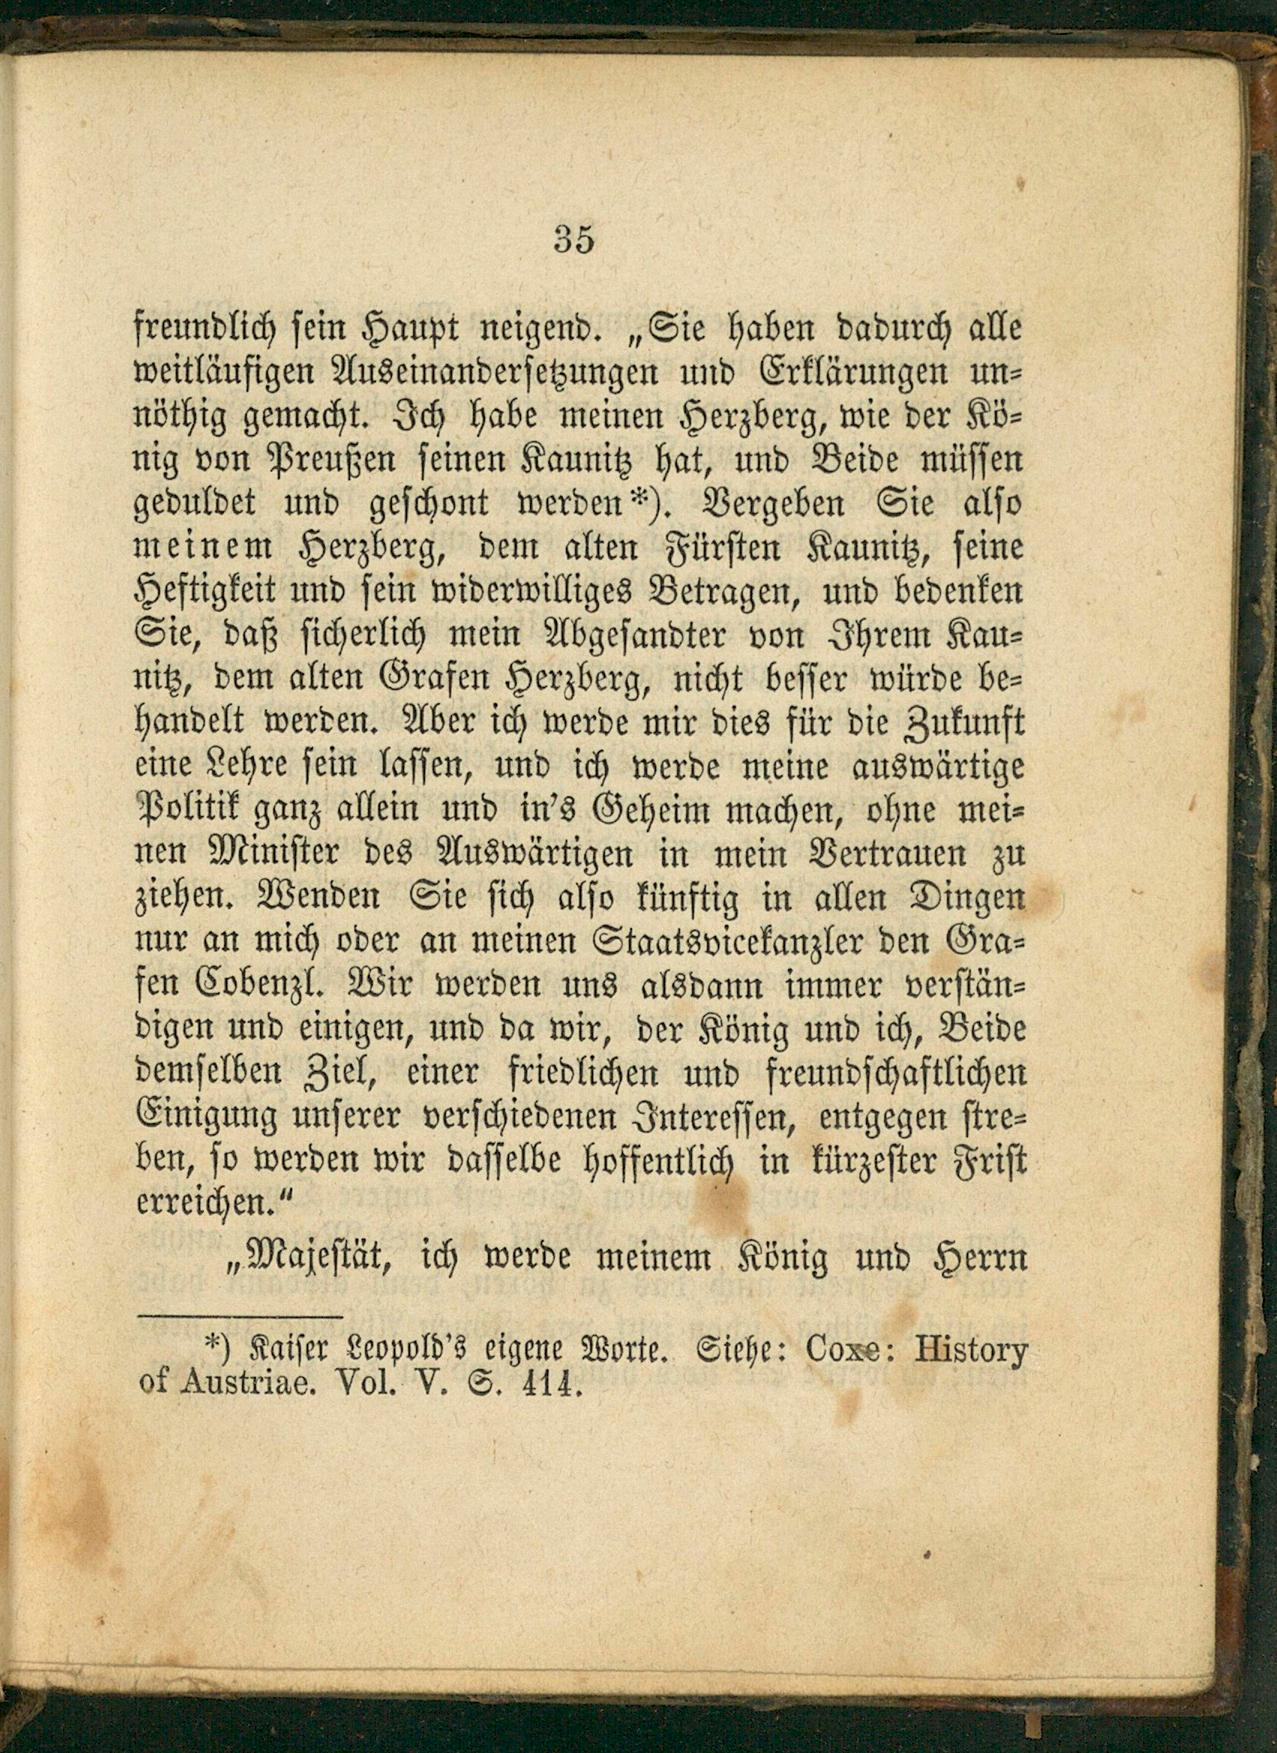 35
freundlich sein Haupt neigend. „Sie haben dadurch alle
weitläufigen Auseinandersetzungen und Erklärungen un=
nöthig gemacht. Ich habe meinen Herzberg, wie der Kö=
nig von Preußen seinen Kaunitz hat, und Beide müssen
geduldet und geschont werden*). Vergeben Sie also
meinem Herzberg, dem alten Fürsten Kaunitz, seine
Heftigkeit und sein widerwilliges Betragen, und bedenken
Sie, daß sicherlich mein Abgesandter von Ihrem Kau=
nitz, dem alten Grafen Herzberg, nicht besser würde be=
handelt werden. Aber ich werde mir dies für die Zukunft
eine Lehre sein lassen, und ich werde meine auswärtige
Politik ganz allein und in's Geheim machen, ohne mei=
nen Minister des Auswärtigen in mein Vertrauen zu
ziehen. Wenden Sie sich also künftig in allen Dingen
nur an mich oder an meinen Staatsvicekanzler den Gra=
fen Cobenzl. Wir werden uns alsdann immer verstän=
digen und einigen, und da wir, der König und ich, Beide
demselben Ziel, einer friedlichen und freundschaftlichen
Einigung unserer verschiedenen Interessen, entgegen stre=
ben, so werden wir dasselbe hoffentlich in kürzester Frist
erreichen.“
„Majestät, ich werde meinem König und Herrn
*) Kaiser Leopold's eigene Worte. Siehe: Coxe: History
of Austriae. Vol. V. S. 414.